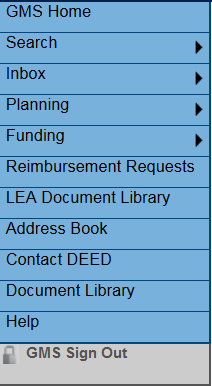 GMS Home
Search
Inbox
Planning
Funding
Reimbursement Requests
LEA Document Library
Address Book
Contact DEED
Document Library
Help
GMS Sign Out